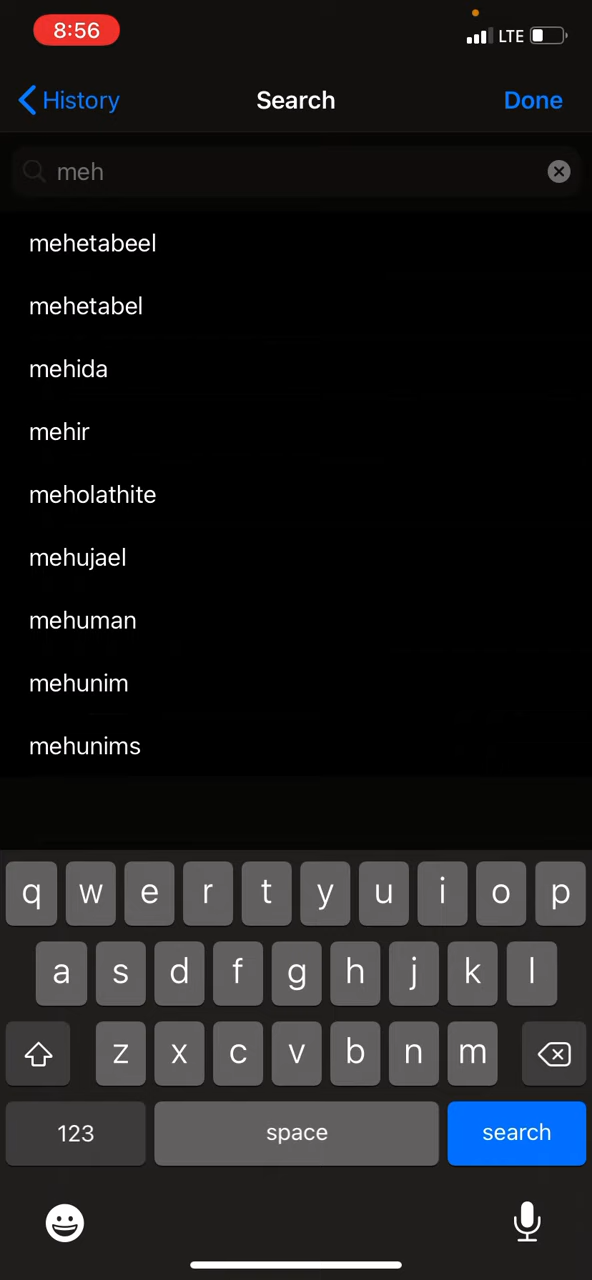 8:56 LTE
History Search Done
meh
mehetabeel
mehetabel
mehida
mehir
meholathite
mehujael
mehuman
mehunim
mehunims
q w e r t y u i o p
a s d f g h j k l
z x c v b n m
123 space search